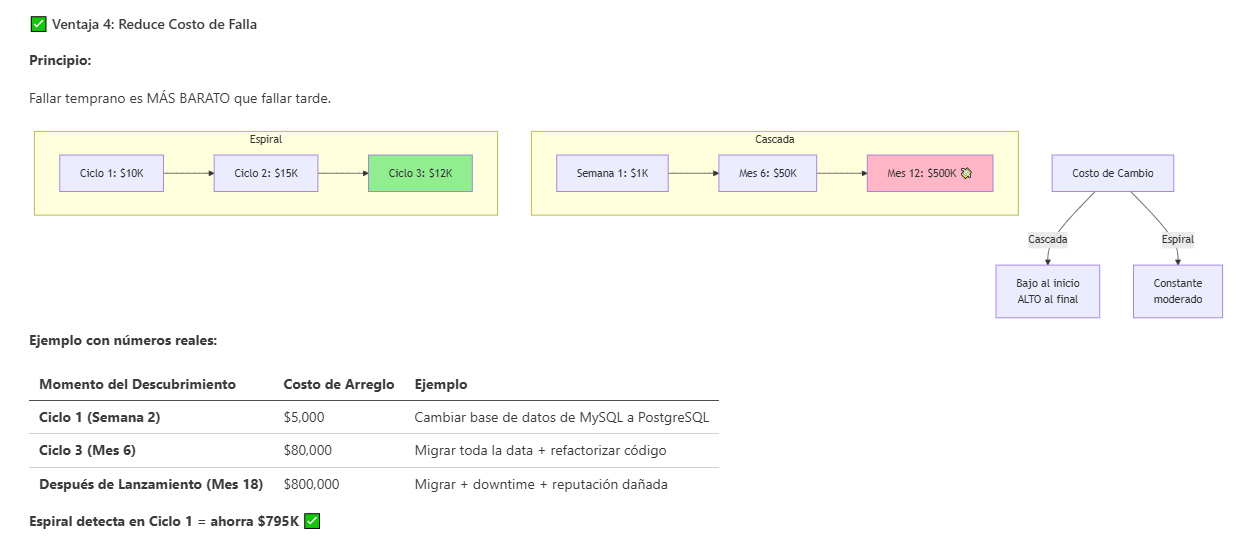 ✅ Ventaja 4: Reduce Costo de Falla
Principio:
Fallar temprano es MÁS BARATO que fallar tarde.
Espiral
Ciclo 1: $10K
Ciclo 2: $15K
Ciclo 3: $12K
Cascada
Semana 1: $1K
Mes 6: $50K
Mes 12: $500K
Costo de Cambio
Cascada
Espiral
Bajo al inicio
ALTO al final
Constante
moderado
Ejemplo con números reales:
Momento del Descubrimiento Costo de Arreglo Ejemplo
Ciclo 1 (Semana 2) $5,000 Cambiar base de datos de MySQL a PostgreSQL
Ciclo 3 (Mes 6) $80,000 Migrar toda la data + refactorizar código
Después de Lanzamiento (Mes 18) $800,000 Migrar + downtime + reputación dañada
Espiral detecta en Ciclo 1 = ahorra $795K ✅